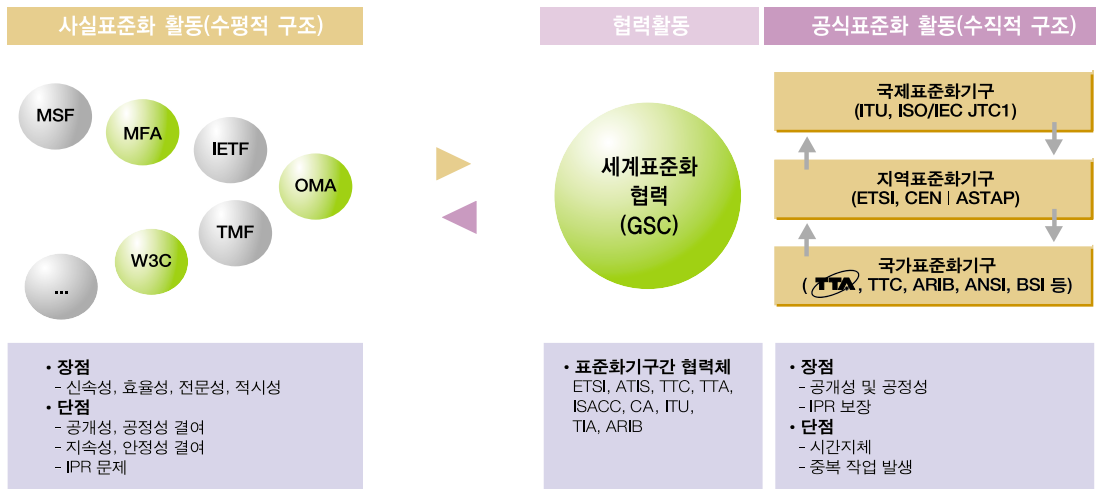 사실표준화 활동(수평적 구조)
협력활동
공식표준화 활동(수직적 구조)
MSF
MFA
IETF
OMA
TMF
W3C
...
세계표준화
협력
(GSC)
국제표준화기구
(ITU, ISO/IEC JTC1)
지역표준화기구
(ETSI, CEN | ASTAP)
국가표준화기구
( TTA, TTC, ARIB, ANSI, BSI 등)
• 장점
- 신속성, 효율성, 전문성, 적시성
• 단점
- 공개성, 공정성 결여
- 지속성, 안정성 결여
- IPR 문제
• 표준화기구간 협력체
ETSI, ATIS, TTC, TTA,
ISACC, CA, ITU,
TIA, ARIB
• 장점
- 공개성 및 공정성
- IPR 보장
• 단점
- 시간지체
- 중복 작업 발생